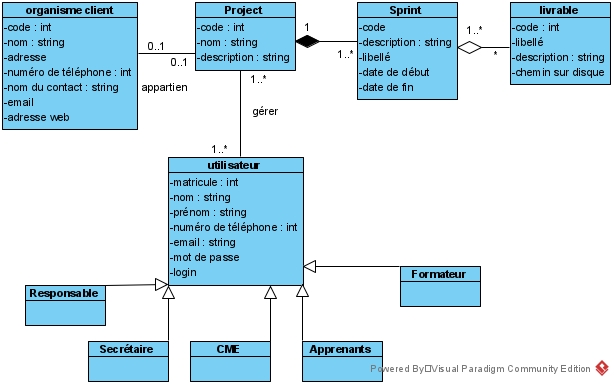 organisme client
-code : int
-nom : string
-adresse
-numéro de téléphone : int
-nom du contact : string
-email
-adresse web
0..1
0..1
appartien
Project
-code : int
-nom : string
-description : string
1
1..*
Sprint
-code
-description : string
-libellé
-date de début
-date de fin
1..*
*
livrable
-code : int
-libellé
-description : string
-chemin sur disque
1..*
gérer
1..*
utilisateur
-matricule : int
-nom : string
-prénom : string
-numéro de téléphone : int
-email : string
-mot de passe
-login
Responsable
Formateur
Secrétaire
CME
Apprenants
Powered By Visual Paradigm Community Edition